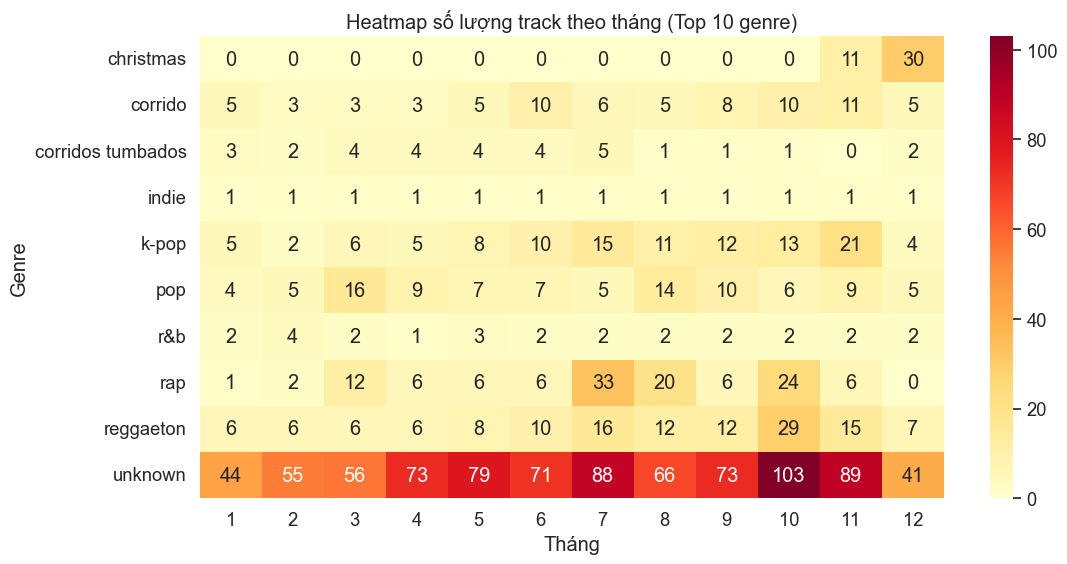 Heatmap số lượng track theo tháng (Top 10 genre)
Genre
christmas 0 0 0 0 0 0 0 0 0 0 11 30
corrido 5 3 3 3 5 10 6 5 8 10 11 5
corridos tumbados 3 2 4 4 4 4 5 1 1 1 0 2
indie 1 1 1 1 1 1 1 1 1 1 1 1
k-pop 5 2 6 5 8 10 15 11 12 13 21 4
pop 4 5 16 9 7 7 5 14 10 6 9 5
r&b 2 4 2 1 3 2 2 2 2 2 2 2
rap 1 2 12 6 6 6 33 20 6 24 6 0
reggaeton 6 6 6 6 8 10 16 12 12 29 15 7
unknown 44 55 56 73 79 71 88 66 73 103 89 41
1 2 3 4 5 6 7 8 9 10 11 12
Tháng
100
80
60
40
20
0